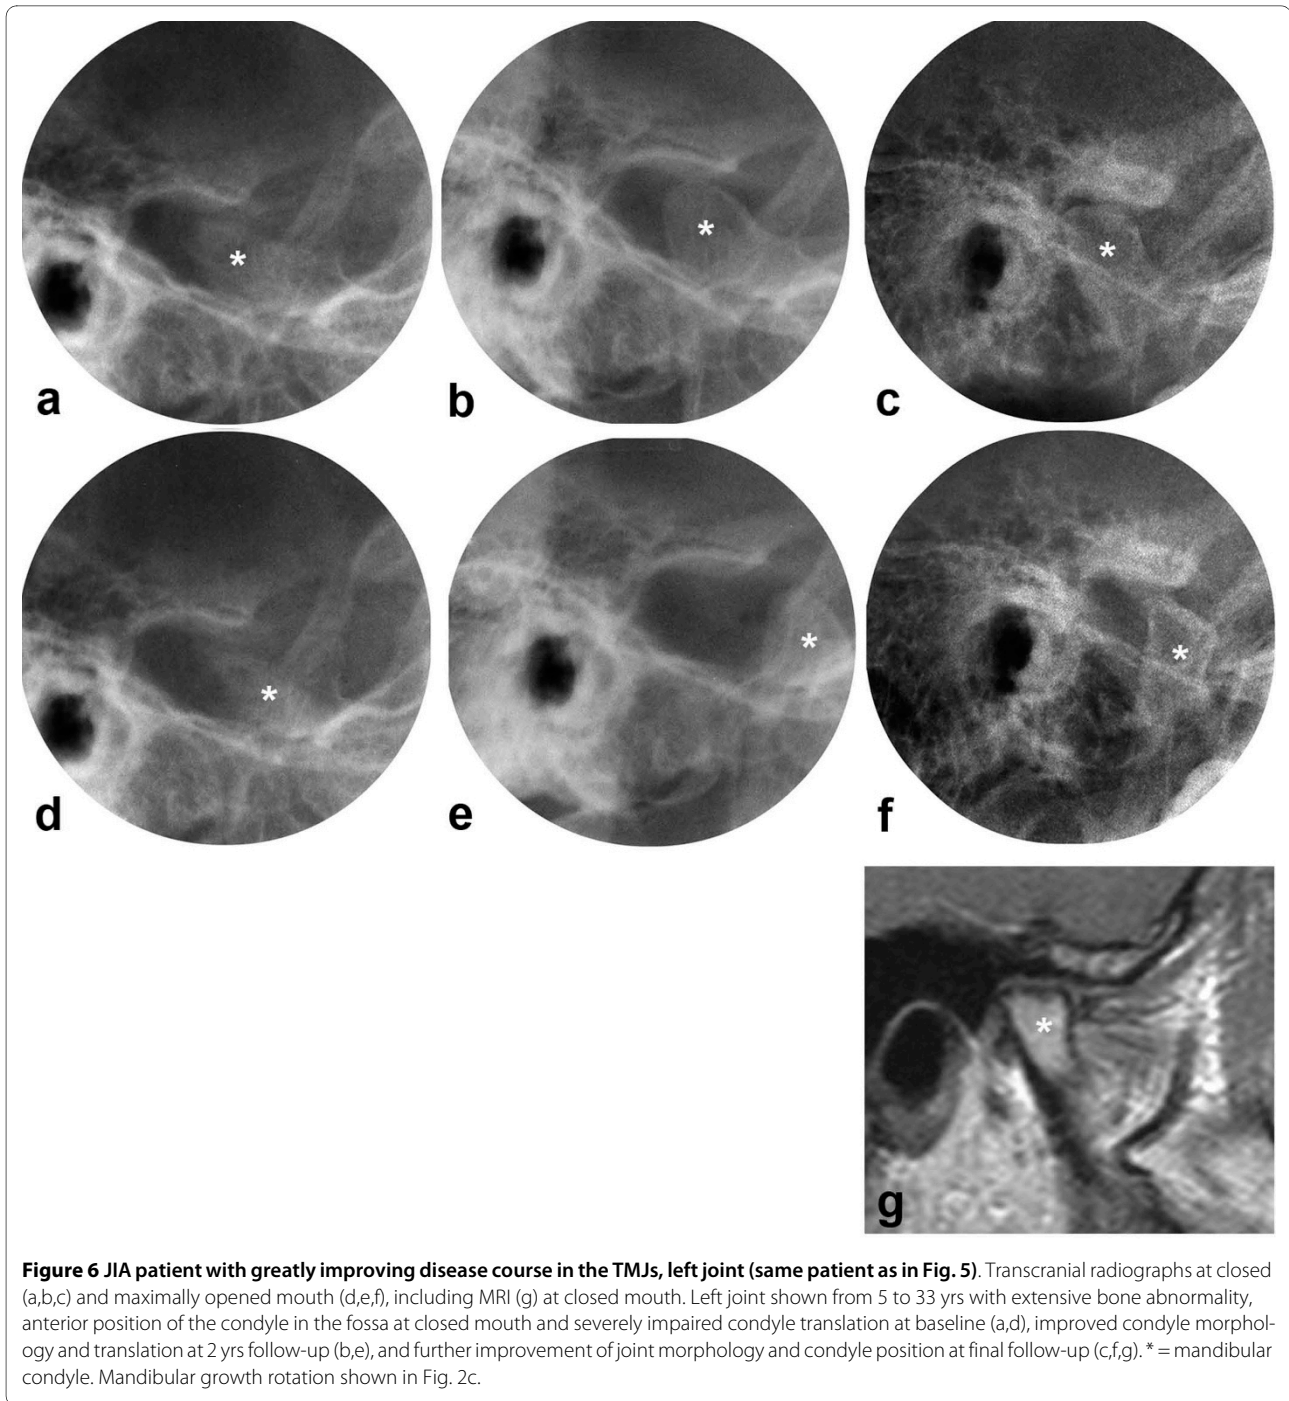 a
b
c
d
e
f
g
Figure 6 JIA patient with greatly improving disease course in the TMJs, left joint (same patient as in Fig. 5). Transcranial radiographs at closed
(a,b,c) and maximally opened mouth (d,e,f), including MRI (g) at closed mouth. Left joint shown from 5 to 33 yrs with extensive bone abnormality,
anterior position of the condyle in the fossa at closed mouth and severely impaired condyle translation at baseline (a,d), improved condyle morphol-
ogy and translation at 2 yrs follow-up (b,e), and further improvement of joint morphology and condyle position at final follow-up (c,f,g). * = mandibular
condyle. Mandibular growth rotation shown in Fig. 2c.